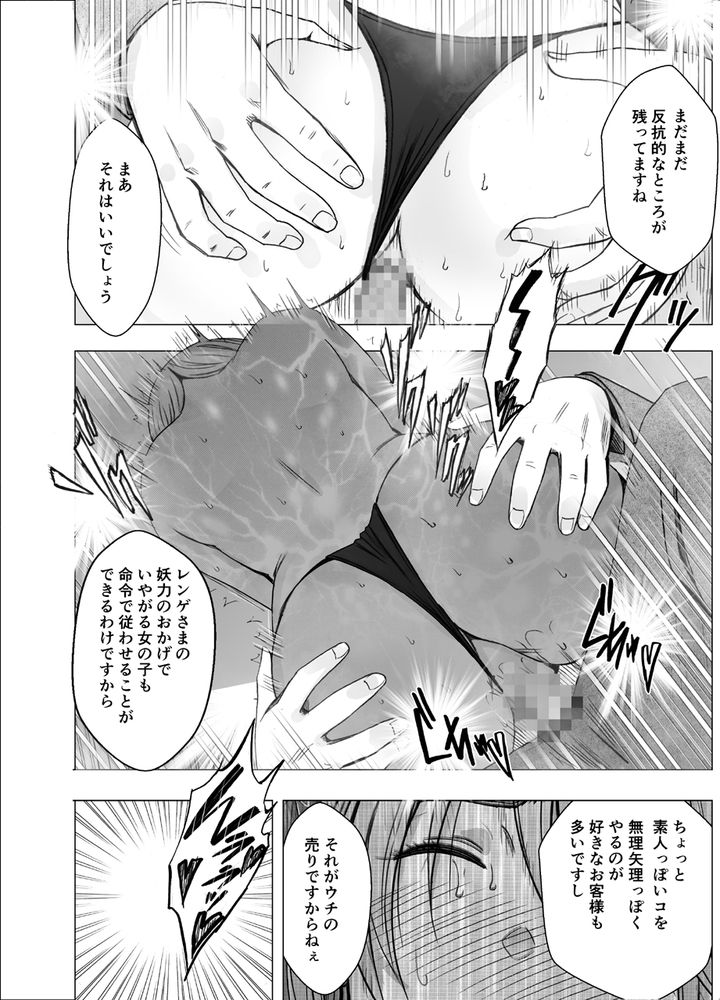 まだまだ
反抗的なところが
残ってますね
まあ
それはいいでしょう
レンゲさまの
妖力のおかげで
いやがる女の子も
命令で従わせることが
できるわけですから
ちょっと
素人っぽいコを
無理矢理っぽく
やるのが
好きなお客様も
多いですし
それがウチの
売りですからねぇ